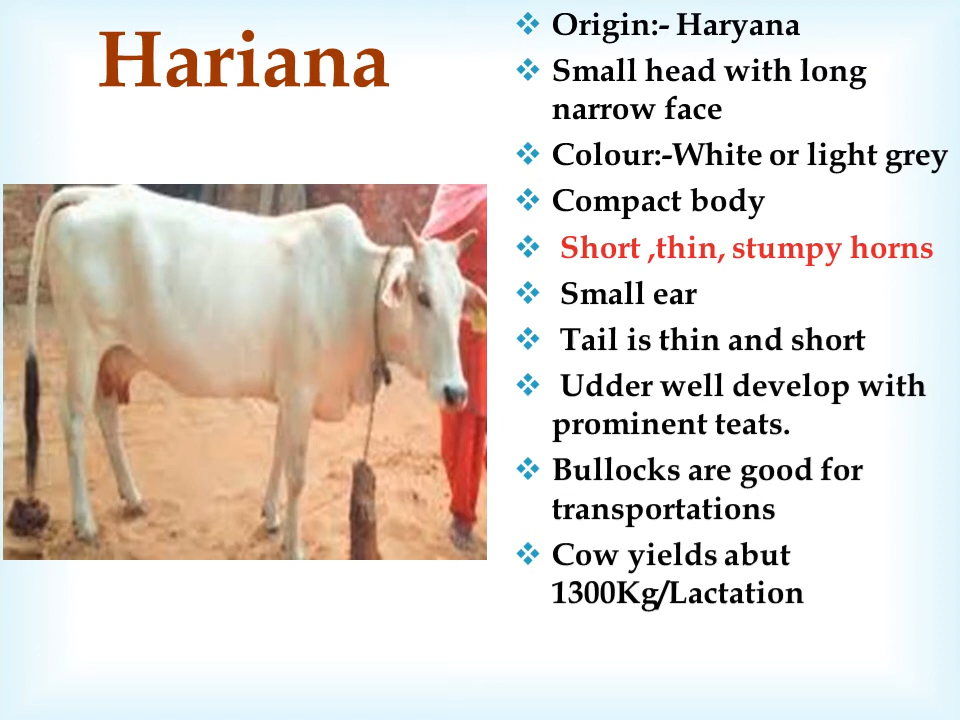 Hariana
Origin:- Haryana
Small head with long
narrow face
Colour:-White or light grey
Compact body
Short ,thin, stumpy horns
Small ear
Tail is thin and short
Udder well develop with
prominent teats.
Bullocks are good for
transportations
Cow yields abut
1300Kg/Lactation